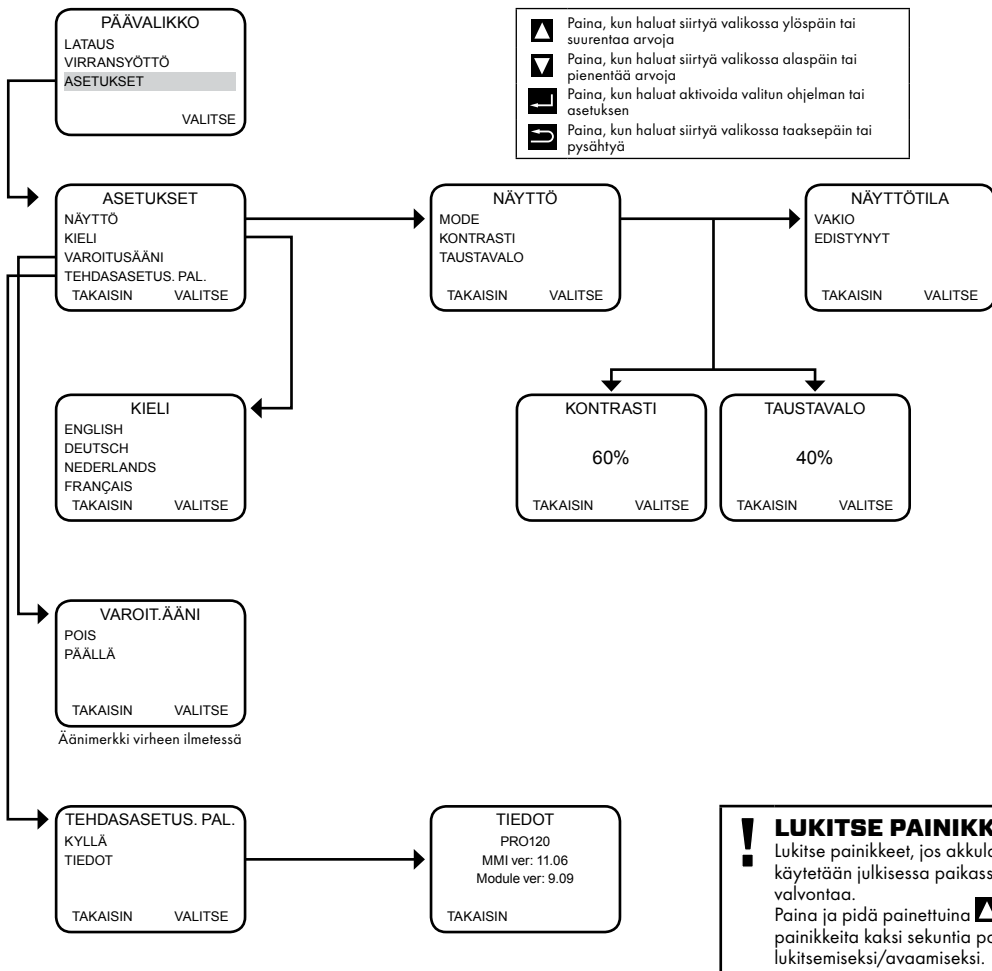 PÄÄVALIKKO
LATAUS
VIRRANSYÖTTÖ
ASETUKSET
VALITSE
Paina, kun haluat siirtyä valikossa ylöspäin tai
suurentaa arvoja
Paina, kun haluat siirtyä valikossa alaspäin tai
pienentää arvoja
Paina, kun haluat aktivoida valitun ohjelman tai
asetuksen
Paina, kun haluat siirtyä valikossa taaksepäin tai
pysähtyä
ASETUKSET
NÄYTTÖ
KIELI
VAROITUSÄÄNI
TEHDASASETUS. PAL.
TAKAISIN VALITSE
NÄYTTÖ
MODE
KONTRASTI
TAUSTAVALO
TAKAISIN VALITSE
NÄYTTÖTILA
VAKIO
EDISTYNYT
TAKAISIN VALITSE
KIELI
ENGLISH
DEUTSCH
NEDERLANDS
FRANÇAIS
TAKAISIN VALITSE
KONTRASTI
60%
TAKAISIN VALITSE
TAUSTAVALO
40%
TAKAISIN VALITSE
VAROIT.ÄÄNI
POIS
PÄÄLLÄ
TAKAISIN VALITSE
Äänimerkki virheen ilmetessä
TEHDASASETUS. PAL.
KYLLÄ
TIEDOT
TAKAISIN VALITSE
TIEDOT
PRO120
MMI ver: 11.06
Module ver: 9.09
TAKAISIN
! LUKITSE
Lukitse painikkeet, jos
käytetään julkisessa
valvontaa.
Paina ja pidä painettuina
painikkeita kaksi sekuntia
lukitsemiseksi/avaamiseksi.